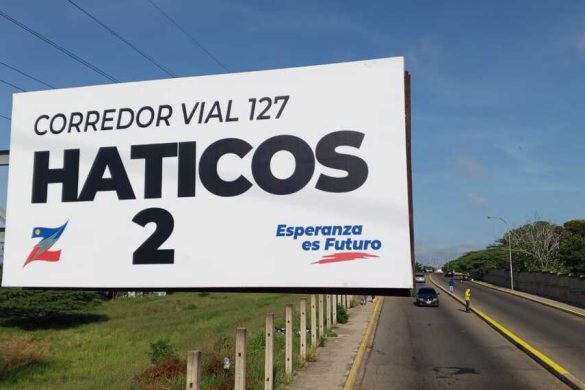 CORREDOR VIAL 127
HATICOS
2
Esperanza
es Futuro